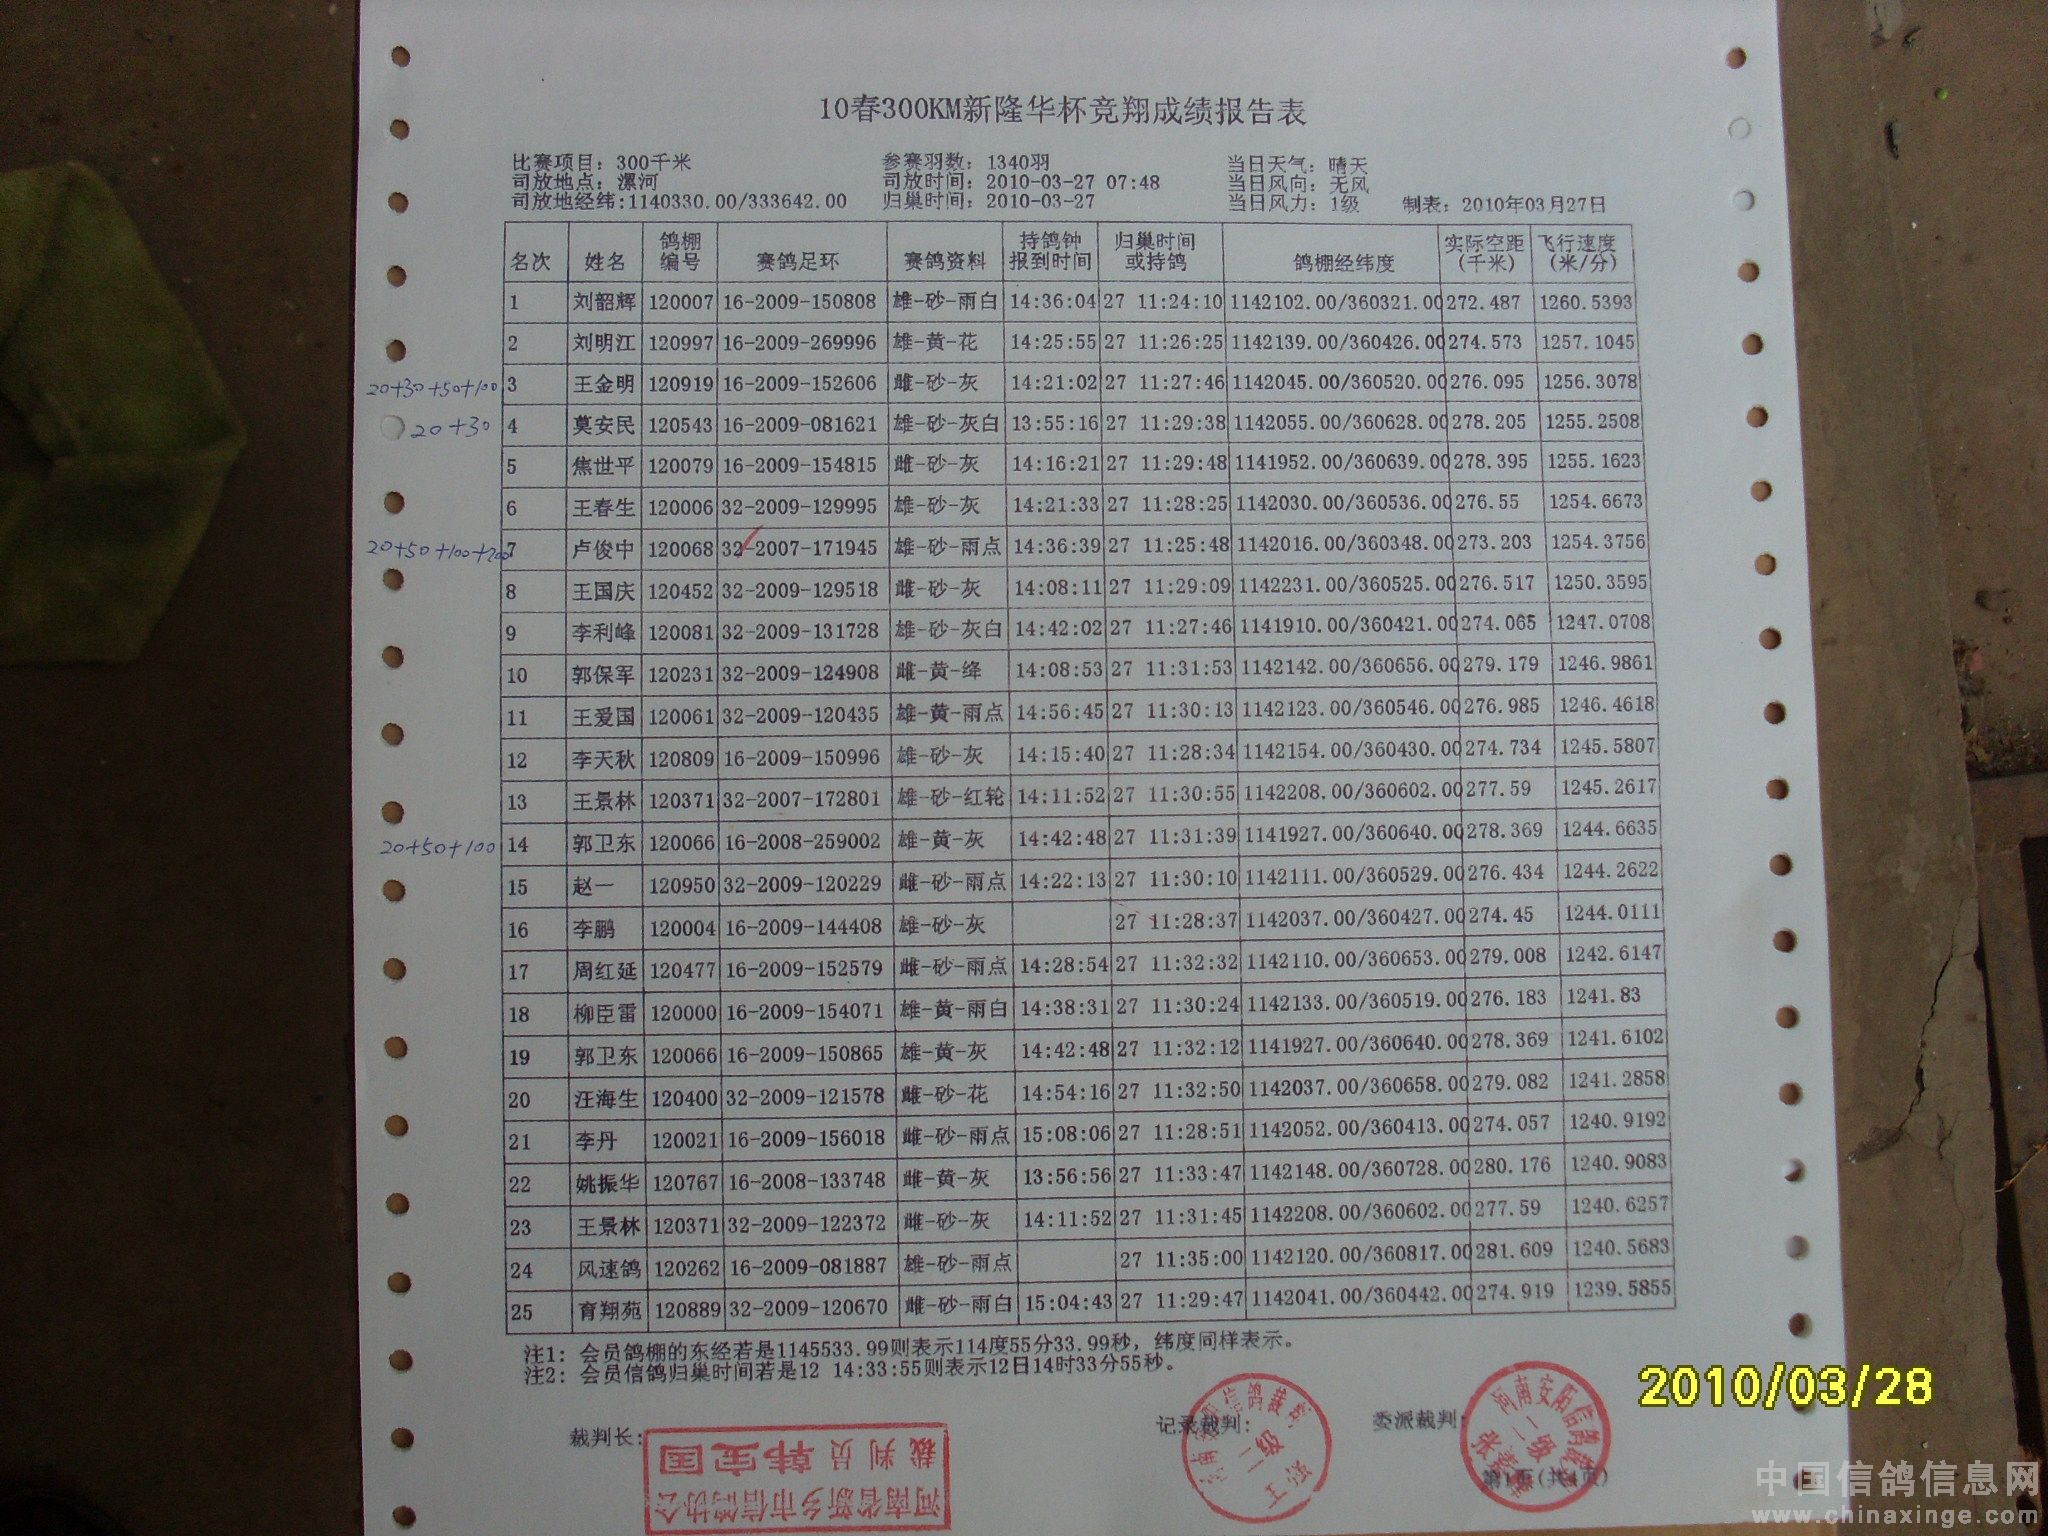 10春300KM新隆华杯竞翔成绩报告表
比赛项目: 300千米 参赛羽数: 1340羽 当日天气: 晴天
司放地点: 漯河 司放时间: 2010-03-27 07:48 当日风向: 无风
司放地经纬:1140330.00/333642.00 归巢时间: 2010-03-27 当日风力: 1级 制表: 2010年03月27日
名次 姓名 鸽棚编号 赛鸽足环 赛鸽资料 持鸽钟报到时间 归巢时间或持鸽 鸽棚经纬度 实际空距(千米) 飞行速度(米/分)
1 刘韶辉 120007 16-2009-150808 雄-砂-雨白 14:36:04 27 11:24:10 1142102.00/360321.00 272.487 1260.5393
2 刘明江 120997 16-2009-269996 雄-黄-花 14:25:55 27 11:26:25 1142139.00/360426.00 274.573 1257.1045
20+30+50+100 3 王金明 120919 16-2009-152606 雌-砂-灰 14:21:02 27 11:27:46 1142045.00/360520.00 276.095 1256.3078
20+30 4 莫安民 120543 16-2009-081621 雄-砂-灰白 13:55:16 27 11:29:38 1142055.00/360628.00 278.205 1255.2508
5 焦世平 120079 16-2009-154815 雌-砂-灰 14:16:21 27 11:29:48 1141952.00/360639.00 278.395 1255.1623
6 王春生 120006 32-2009-129995 雄-砂-灰 14:21:33 27 11:28:25 1142030.00/360536.00 276.55 1254.6673
20+50+100+200 7 卢俊中 120068 32-2007-171945 雄-砂-雨点 14:36:39 27 11:25:48 1142016.00/360348.00 273.203 1254.3756
8 王国庆 120452 32-2009-129518 雌-砂-灰 14:08:11 27 11:29:09 1142231.00/360525.00 276.517 1250.3595
9 李利峰 120081 32-2009-131728 雄-砂-灰白 14:42:02 27 11:27:46 1141910.00/360421.00 274.065 1247.0708
10 郭保军 120231 32-2009-124908 雌-黄-绛 14:08:53 27 11:31:53 1142142.00/360656.00 279.179 1246.9861
11 王爱国 120061 32-2009-120435 雄-黄-雨点 14:56:45 27 11:30:13 1142123.00/360546.00 276.985 1246.4618
12 李天秋 120809 16-2009-150996 雄-砂-灰 14:15:40 27 11:28:34 1142154.00/360430.00 274.734 1245.5807
13 王景林 120371 32-2007-172801 雄-砂-红轮 14:11:52 27 11:30:55 1142208.00/360602.00 277.59 1245.2617
20+50+100 14 郭卫东 120066 16-2008-259002 雄-黄-灰 14:42:48 27 11:31:39 1141927.00/360640.00 278.369 1244.6635
15 赵一 120950 32-2009-120229 雌-砂-雨点 14:22:13 27 11:30:10 1142111.00/360529.00 276.434 1244.2622
16 李鹏 120004 16-2009-144408 雄-砂-灰 27 11:28:37 1142037.00/360427.00 274.45 1244.0111
17 周红延 120477 16-2009-152579 雌-砂-雨点 14:28:54 27 11:32:32 1142110.00/360653.00 279.008 1242.6147
18 柳臣雷 120000 16-2009-154071 雄-黄-雨白 14:38:31 27 11:30:24 1142133.00/360519.00 276.183 1241.83
19 郭卫东 120066 16-2009-150865 雄-黄-灰 14:42:48 27 11:32:12 1141927.00/360640.00 278.369 1241.6102
20 汪海生 120400 32-2009-121578 雌-砂-花 14:54:16 27 11:32:50 1142037.00/360658.00 279.082 1241.2858
21 李丹 120021 16-2009-156018 雌-砂-雨点 15:08:06 27 11:28:51 1142052.00/360413.00 274.057 1240.9192
22 姚振华 120767 16-2008-133748 雌-黄-灰 13:56:56 27 11:33:47 1142148.00/360728.00 280.176 1240.9083
23 王景林 120371 32-2009-122372 雌-砂-灰 14:11:52 27 11:31:45 1142208.00/360602.00 277.59 1240.6257
24 风速鸽 120262 16-2009-081887 雄-砂-雨点 27 11:35:00 1142120.00/360817.00 281.609 1240.5683
25 育翔苑 120889 32-2009-120670 雌-砂-雨白 15:04:43 27 11:29:47 1142041.00/360442.00 274.919 1239.5855
注1: 会员鸽棚的东经若是1145533.99则表示114度55分33.99秒, 纬度同样表示。
注2: 会员信鸽归巢时间若是12 14:33:55则表示12日14时33分55秒。
2010/03/28
裁判长: 记录裁判: 委派裁判:
河南省新乡市信鸽协会
裁判员 韩宝国
信鸽裁判
二级
河南安阳信鸽
二级
第1页(共4页)
中国信鸽信息网
www.chinaxinge.com